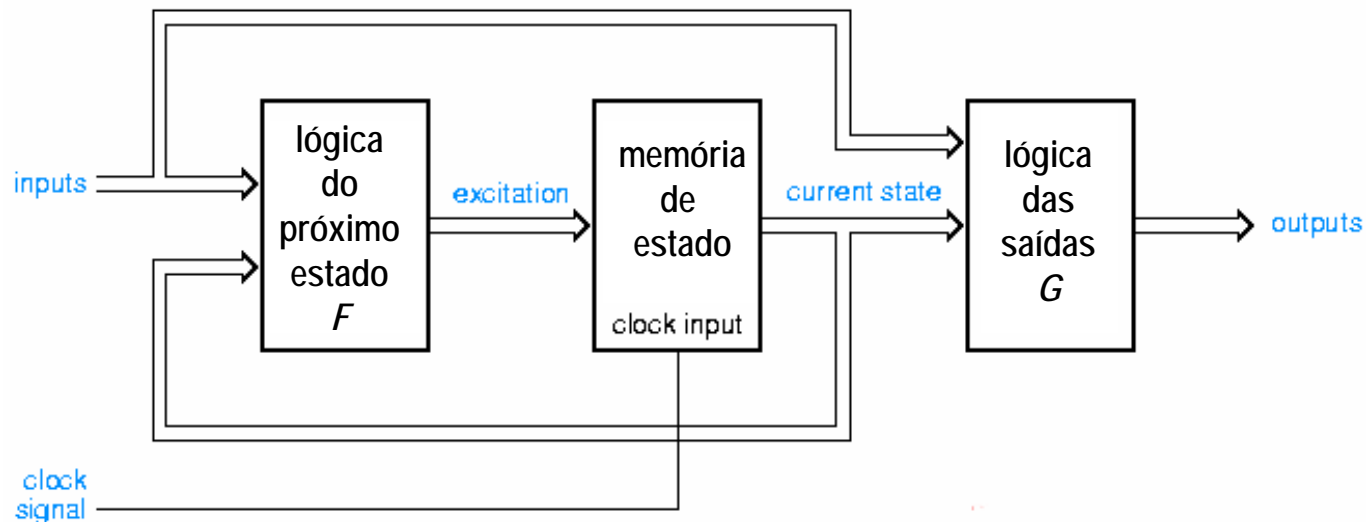 inputs
lógica
do
próximo
estado
F
excitation
memória
de
estado
clock input
current state
lógica
das
saídas
G
outputs
clock
signal